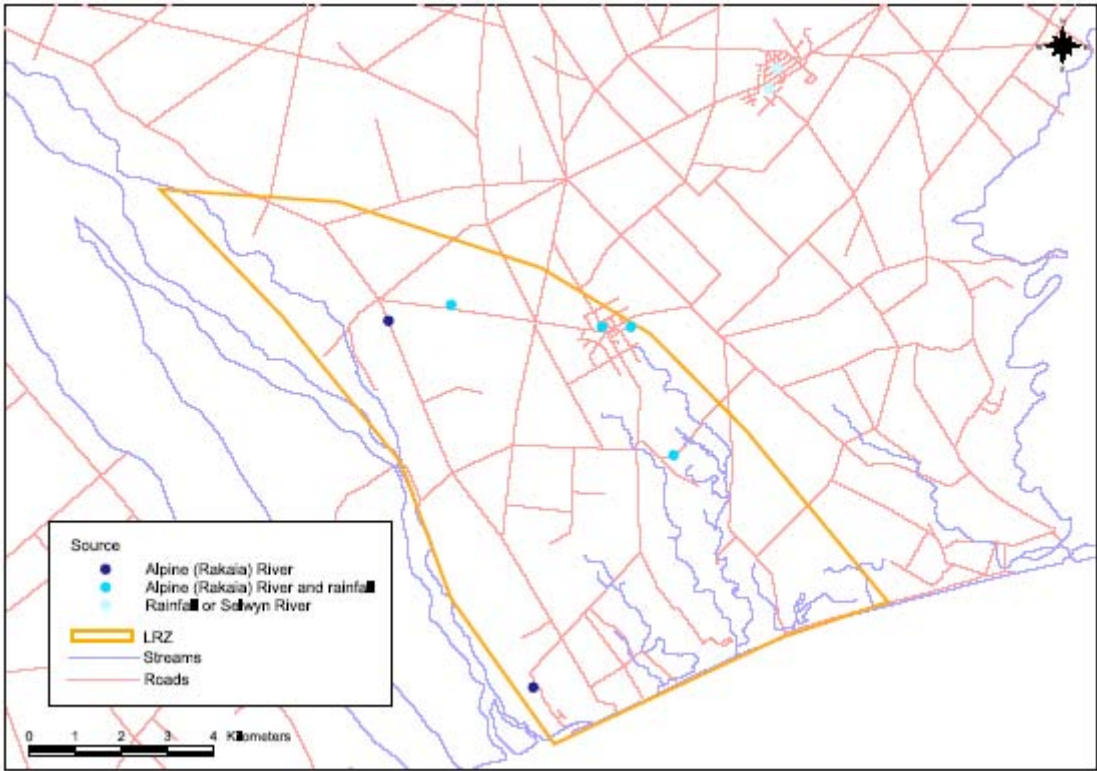 Source
Alpine (Rakaia) River
Alpine (Rakaia) River and rainfall
Rainfall or Selwyn River
LRZ
Streams
Roads
0 1 2 3 4 Kilometers